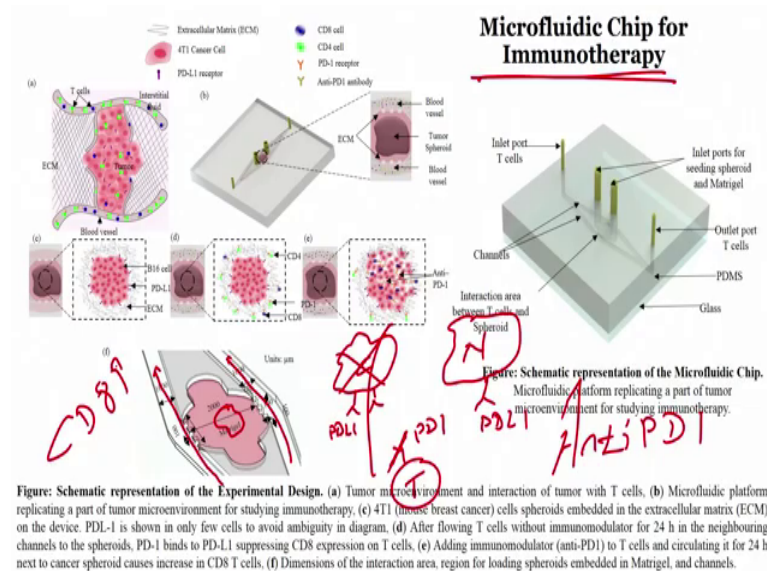 Microfluidic Chip for
Immunotherapy
Extracellular Matrix (ECM)
4T1 Cancer Cell
PD-L1 receptor
CD8 cell
CD4 cell
PD-1 receptor
Anti-PD1 antibody
(a)
T cells
Interstitial
fluid
ECM
Tumor
Blood vessel
(b)
ECM
Blood
vessel
Tumor
Spheroid
Blood
vessel
Inlet port
T cells
Inlet ports for
seeding spheroid
and Matrigel
Channels
Outlet port
T cells
PDMS
Interaction area
between T cells and
Spheroid
Glass
(c)
B16 cell
PD-L1
ECM
(d)
CD4
PD-1
CD8
(e)
Anti-
PD-1
(f)
Units: μm
2000
CD8↑
PDL1
PD1
T
N
PDL1
Anti PD1
Figure: Schematic representation of the Microfluidic Chip.
Microfluidic platform replicating a part of tumor
microenvironment for studying immunotherapy.
Figure: Schematic representation of the Experimental Design. (a) Tumor microenvironment and interaction of tumor with T cells, (b) Microfluidic platform
replicating a part of tumor microenvironment for studying immunotherapy, (c) 4T1 (mouse breast cancer) cells spheroids embedded in the extracellular matrix (ECM)
on the device. PDL-1 is shown in only few cells to avoid ambiguity in diagram, (d) After flowing T cells without immunomodulator for 24 h in the neighbouring
channels to the spheroids, PD-1 binds to PD-L1 suppressing CD8 expression on T cells, (e) Adding immunomodulator (anti-PD1) to T cells and circulating it for 24 h
next to cancer spheroid causes increase in CD8 T cells, (f) Dimensions of the interaction area, region for loading spheroids embedded in Matrigel, and channels.